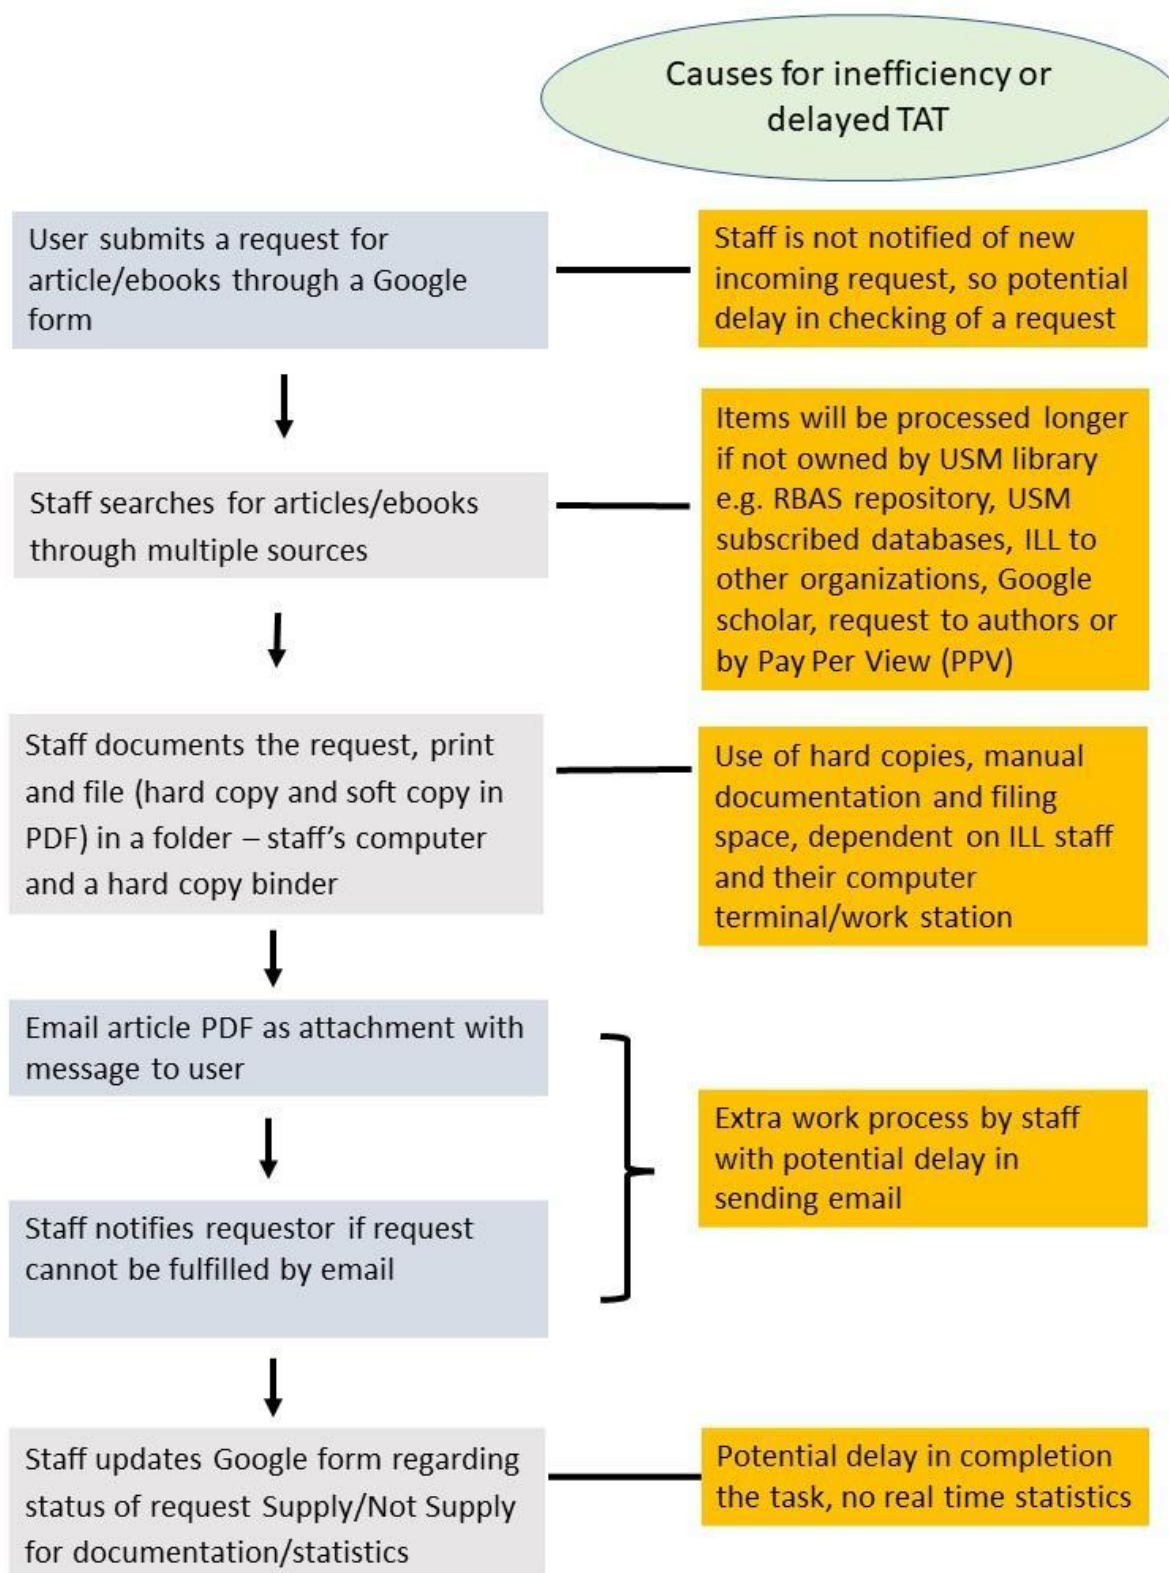 Causes for inefficiency or
delayed TAT
User submits a request for
article/ebooks through a Google
form
Staff is not notified of new
incoming request, so potential
delay in checking of a request
Staff searches for articles/ebooks
through multiple sources
Items will be processed longer
if not owned by USM library
e.g. RBAS repository, USM
subscribed databases, ILL to
other organizations, Google
scholar, request to authors or
by Pay Per View (PPV)
Staff documents the request, print
and file (hard copy and soft copy in
PDF) in a folder – staff's computer
and a hard copy binder
Use of hard copies, manual
documentation and filing
space, dependent on ILL staff
and their computer
terminal/work station
Email article PDF as attachment with
message to user
Staff notifies requestor if request
cannot be fulfilled by email
Extra work process by staff
with potential delay in
sending email
Staff updates Google form regarding
status of request Supply/Not Supply
for documentation/statistics
Potential delay in completion
the task, no real time statistics